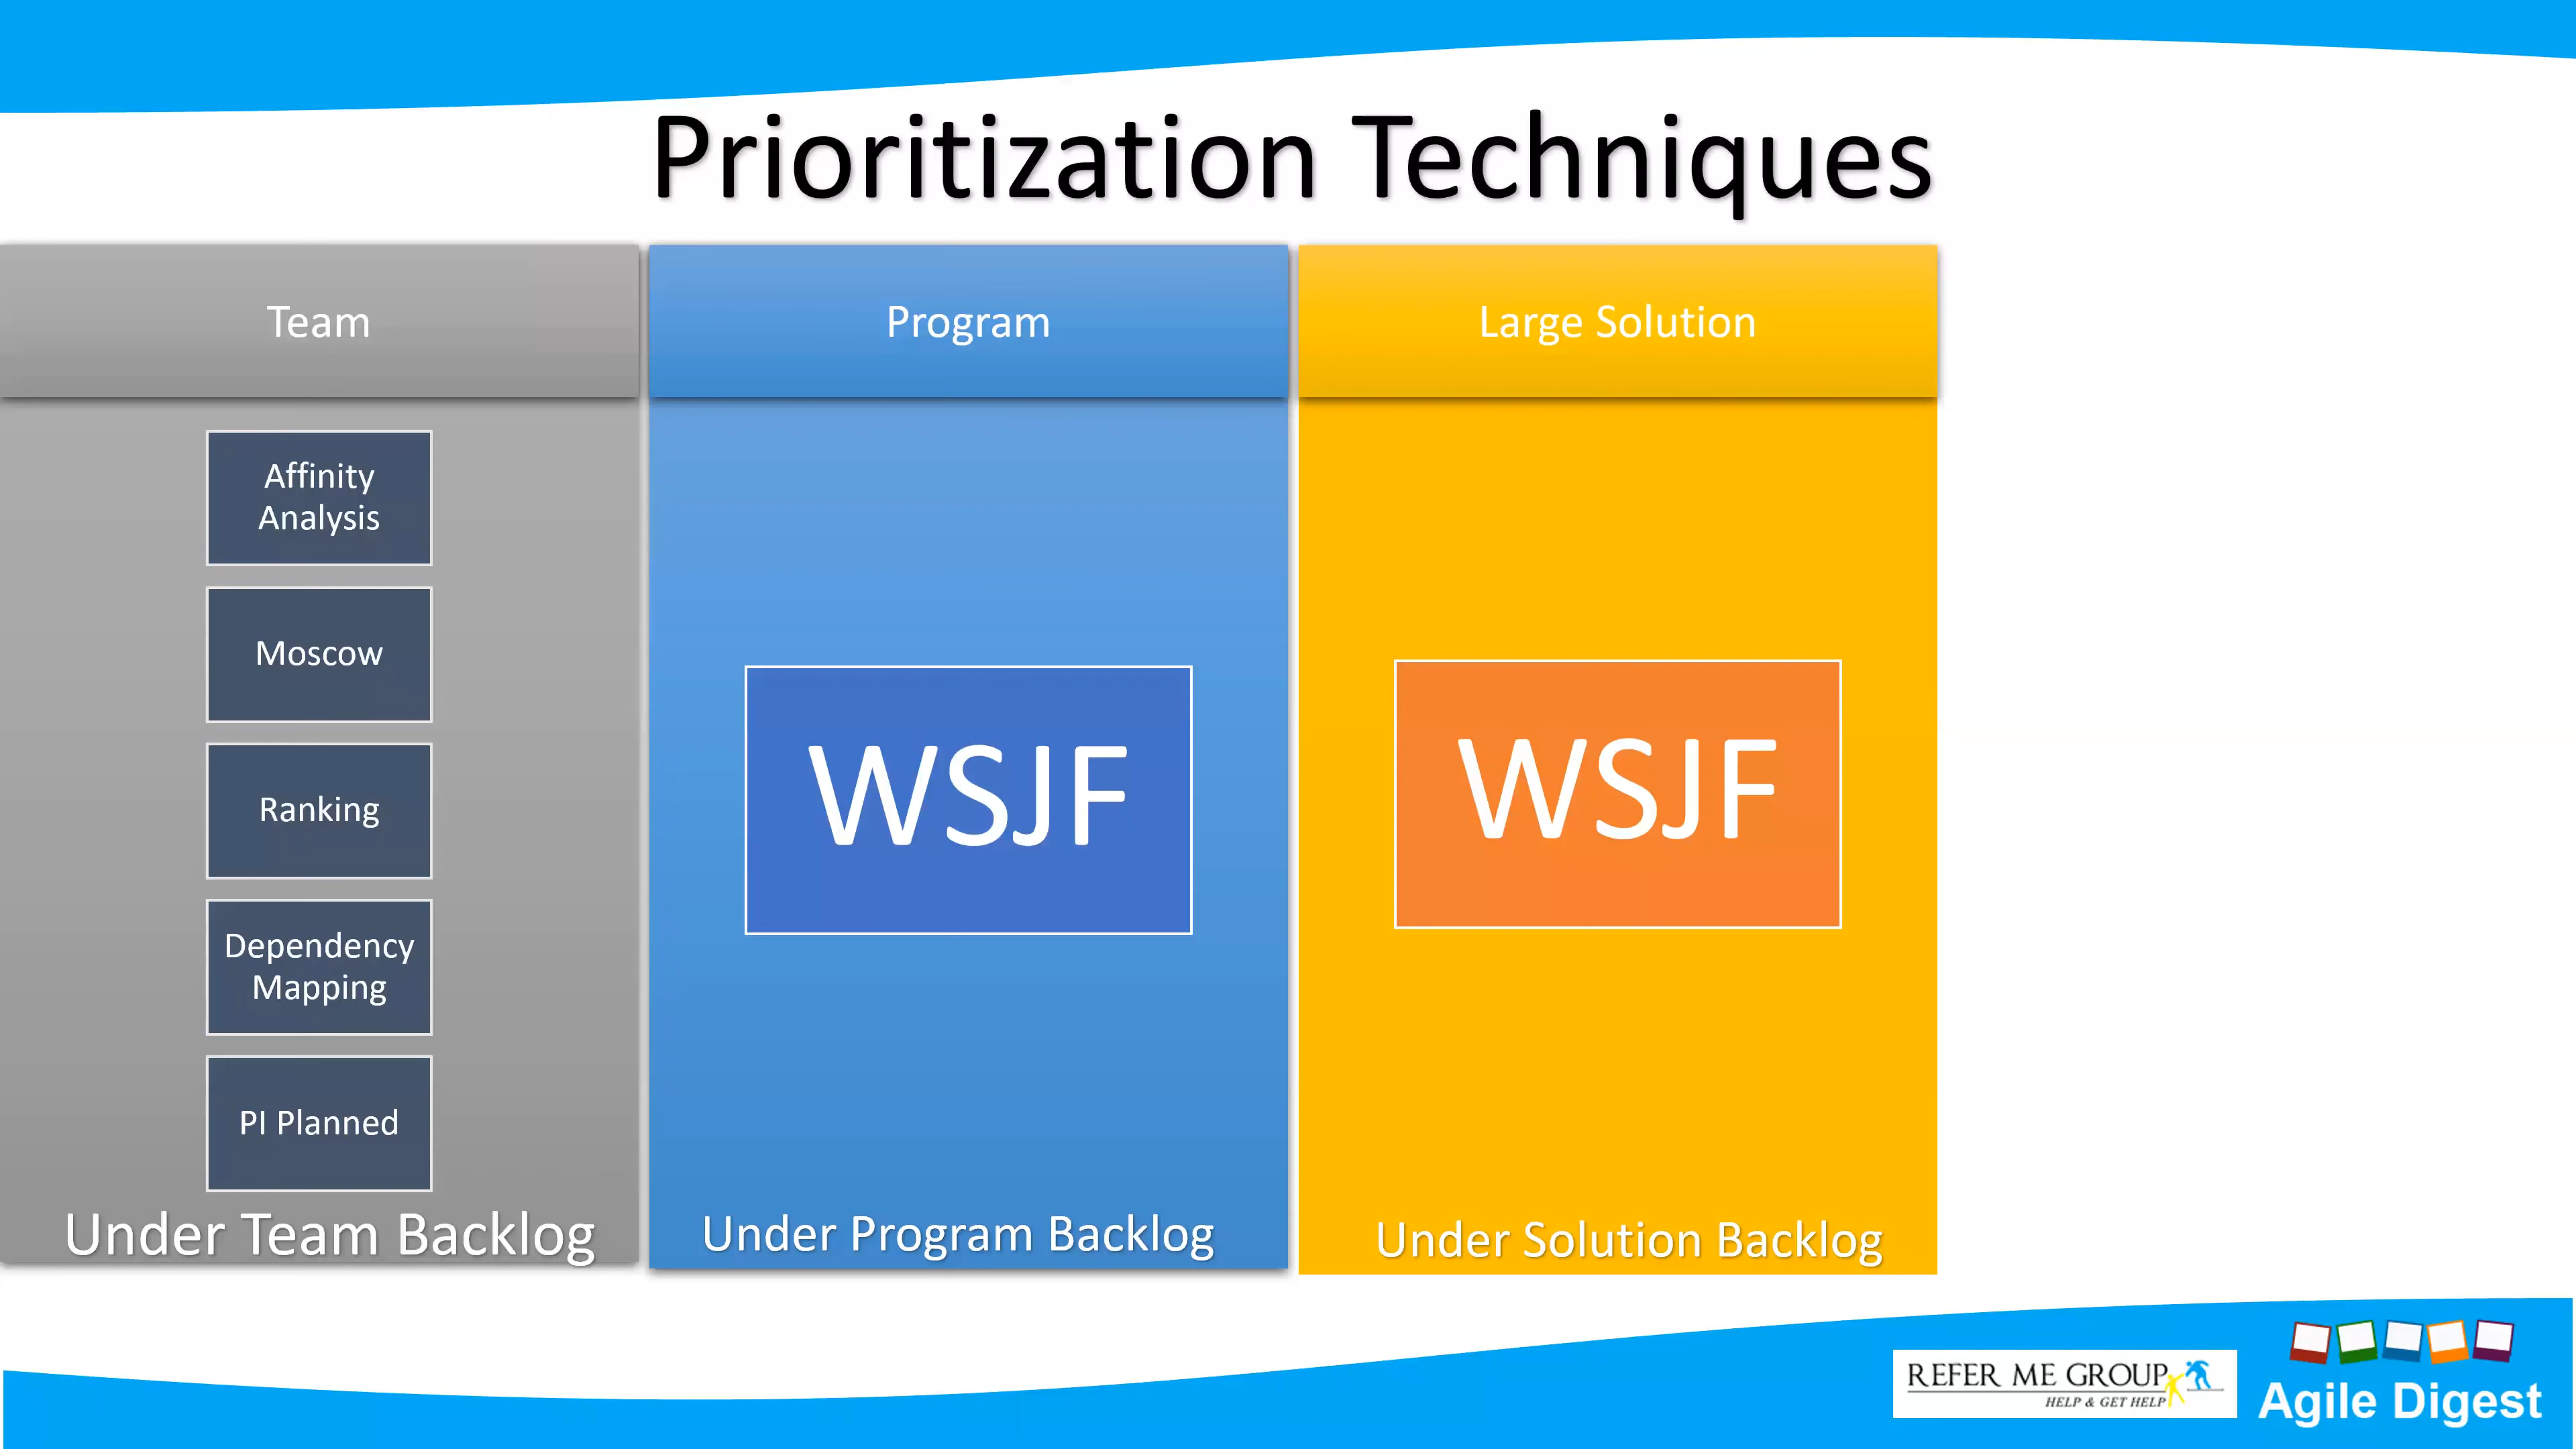 Prioritization Techniques
Team
Affinity
Analysis
Moscow
Ranking
Dependency
Mapping
PI Planned
Under Team Backlog
Program
WSJF
Under Program Backlog
Large Solution
WSJF
Under Solution Backlog
REFER ME GROUP
HELP & GET HELP
Agile Digest